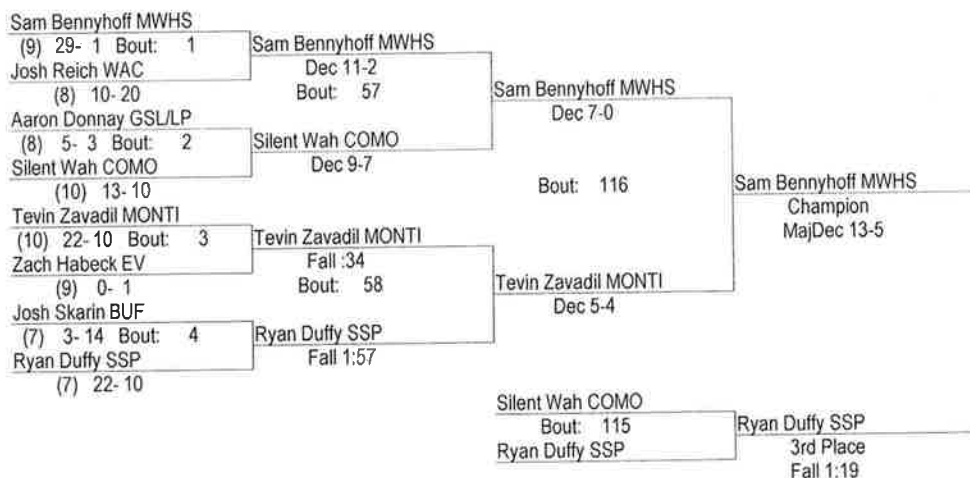 Sam Bennyhoff MWHS
(9) 29- 1 Bout: 1
Josh Reich WAC
(8) 10- 20
Aaron Donnay GSL/LP
(8) 5- 3 Bout: 2
Silent Wah COMO
(10) 13- 10
Tevin Zavadil MONTI
(10) 22- 10 Bout: 3
Zach Habeck EV
(9) 0- 1
Josh Skarin BUF
(7) 3- 14 Bout: 4
Ryan Duffy SSP
(7) 22- 10
Sam Bennyhoff MWHS
Dec 11-2
Bout: 57
Silent Wah COMO
Dec 9-7
Tevin Zavadil MONTI
Fall :34
Bout: 58
Ryan Duffy SSP
Fall 1:57
Sam Bennyhoff MWHS
Dec 7-0
Bout: 116
Tevin Zavadil MONTI
Dec 5-4
Sam Bennyhoff MWHS
Champion
MajDec 13-5
Silent Wah COMO
Bout: 115
Ryan Duffy SSP
Ryan Duffy SSP
3rd Place
Fall 1:19